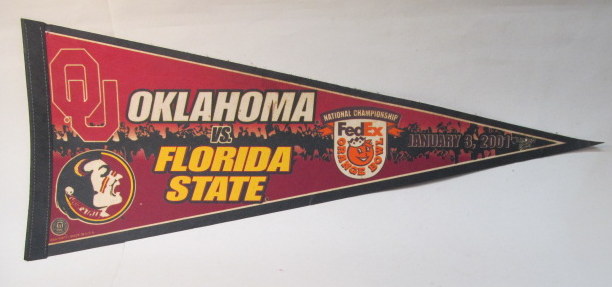 OU
OKLAHOMA
VS.
FLORIDA
STATE
NATIONAL CHAMPIONSHIP
FedEx
ORANGE BOWL
JANUARY 3, 2001